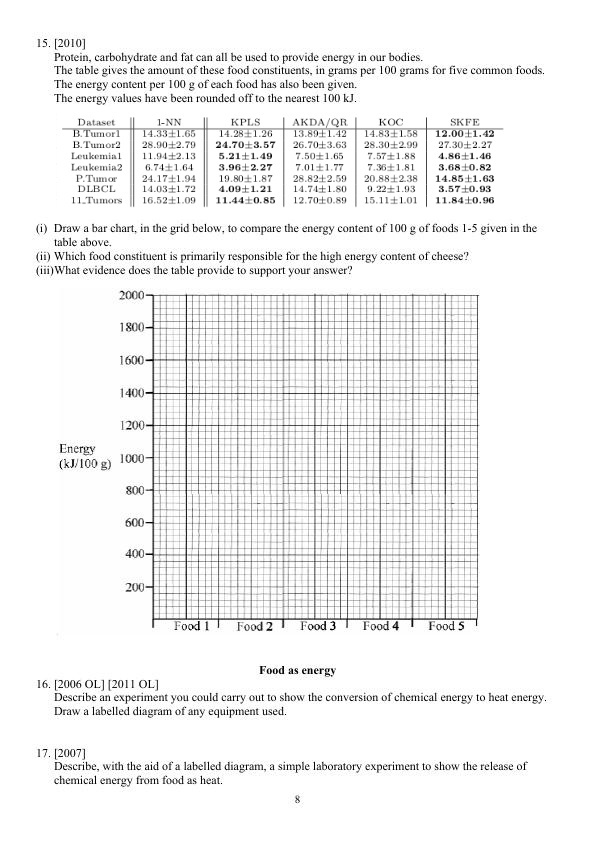 15. [2010]
Protein, carbohydrate and fat can all be used to provide energy in our bodies.
The table gives the amount of these food constituents, in grams per 100 grams for five common foods.
The energy content per 100 g of each food has also been given.
The energy values have been rounded off to the nearest 100 kJ.
Dataset 1-NN KPLS AKDA/QR KOC SKFE
B.Tumor1 14.33±1.65 14.28±1.26 13.89±1.42 14.83±1.58 12.00±1.42
B.Tumor2 28.90±2.79 24.70±3.57 26.70±3.63 28.30±2.99 27.30±2.27
Leukemia1 11.94±2.13 5.21±1.49 7.50±1.65 7.57±1.88 4.86±1.46
Leukemia2 6.74±1.64 3.96±2.27 7.01±1.77 7.36±1.81 3.68±0.82
P.Tumor 24.17±1.94 19.80±1.87 28.82±2.59 20.88±2.38 14.85±1.63
DLBCL 14.03±1.72 4.09±1.21 14.74±1.80 9.22±1.93 3.57±0.93
11_Tumors 16.52±1.09 11.44±0.85 12.70±0.89 15.11±1.01 11.84±0.96
(i) Draw a bar chart, in the grid below, to compare the energy content of 100 g of foods 1-5 given in the
table above.
(ii) Which food constituent is primarily responsible for the high energy content of cheese?
(iii)What evidence does the table provide to support your answer?
2000
1800
1600
1400
1200
Energy
(kJ/100 g)
1000
800
600
400
200
Food 1 Food 2 Food 3 Food 4 Food 5
Food as energy
16. [2006 OL] [2011 OL]
Describe an experiment you could carry out to show the conversion of chemical energy to heat energy.
Draw a labelled diagram of any equipment used.
17. [2007]
Describe, with the aid of a labelled diagram, a simple laboratory experiment to show the release of
chemical energy from food as heat.
8